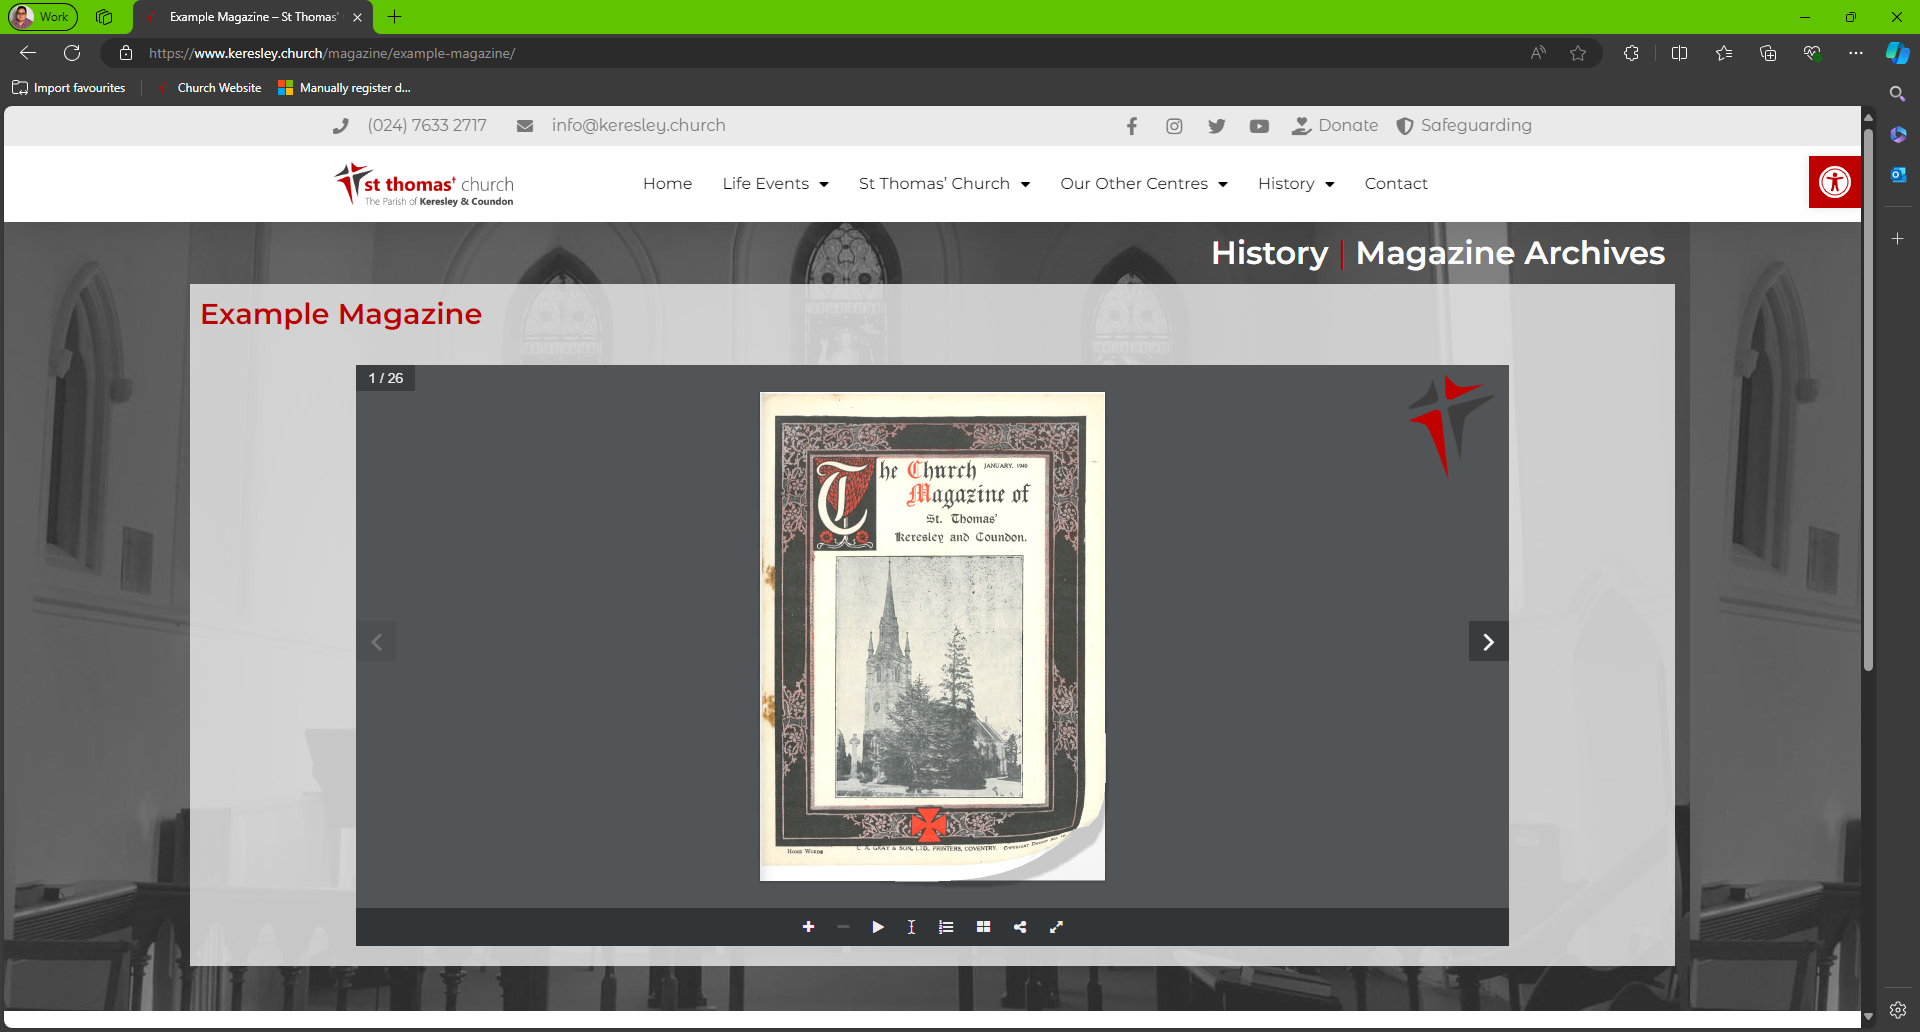 Work
Example Magazine – St Thomas'
https://www.keresley.church/magazine/example-magazine/
Import favourites
Church Website
Manually register d...
(024) 7633 2717
info@keresley.church
Donate
Safeguarding
st thomas' church
The Parish of Keresley & Coundon
Home
Life Events
St Thomas' Church
Our Other Centres
History
Contact
History | Magazine Archives
Example Magazine
1 / 26
The Church
JANUARY, 1940
Magazine of
St. Thomas'
Keresley and Coundon.
HOME WORDS
C. A. GRAY & SON, LTD., PRINTERS, COVENTRY.